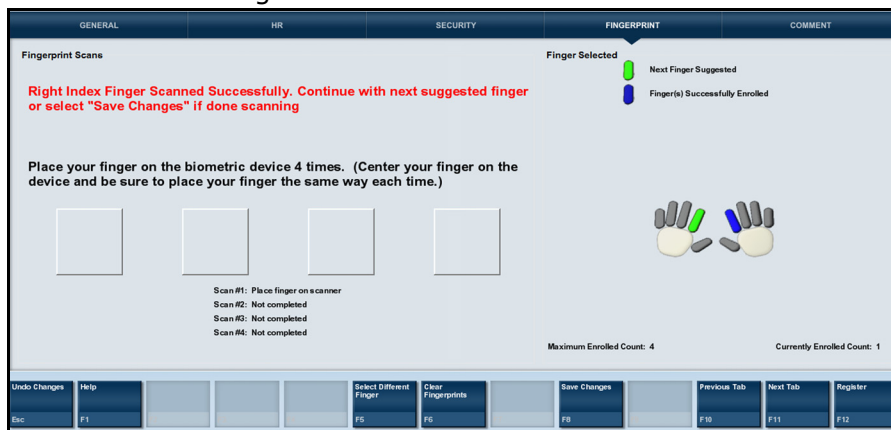 GENERAL HR SECURITY FINGERPRINT COMMENT
Fingerprint Scans
Right Index Finger Scanned Successfully. Continue with next suggested finger
or select "Save Changes" if done scanning
Place your finger on the biometric device 4 times. (Center your finger on the
device and be sure to place your finger the same way each time.)
Scan #1: Place finger on scanner
Scan #2: Not completed
Scan #3: Not completed
Scan #4: Not completed
Finger Selected
Next Finger Suggested
Finger(s) Successfully Enrolled
Maximum Enrolled Count: 4 Currently Enrolled Count: 1
Undo Changes
Esc
Help
F1
Select Different
Finger
F5
Clear
Fingerprints
F6
Save Changes
F8
Previous Tab
F10
Next Tab
F11
Register
F12